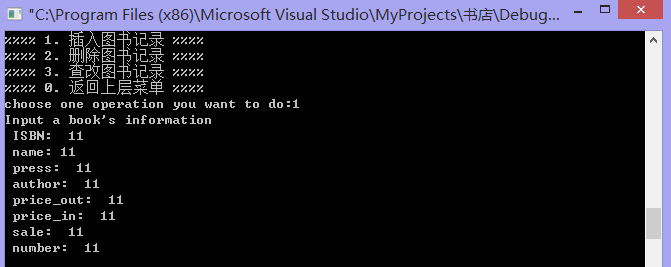 "C:\Program Files (x86)\Microsoft Visual Studio\MyProjects\书店\Debug...
%%%% 1. 插入图书记录 %%%%
%%%% 2. 删除图书记录 %%%%
%%%% 3. 查改图书记录 %%%%
%%%% 0. 返回上层菜单 %%%%
choose one operation you want to do:1
Input a book's information
ISBN:  11
name: 11
press:  11
author:  11
price_out:  11
price_in:  11
sale:  11
number:  11